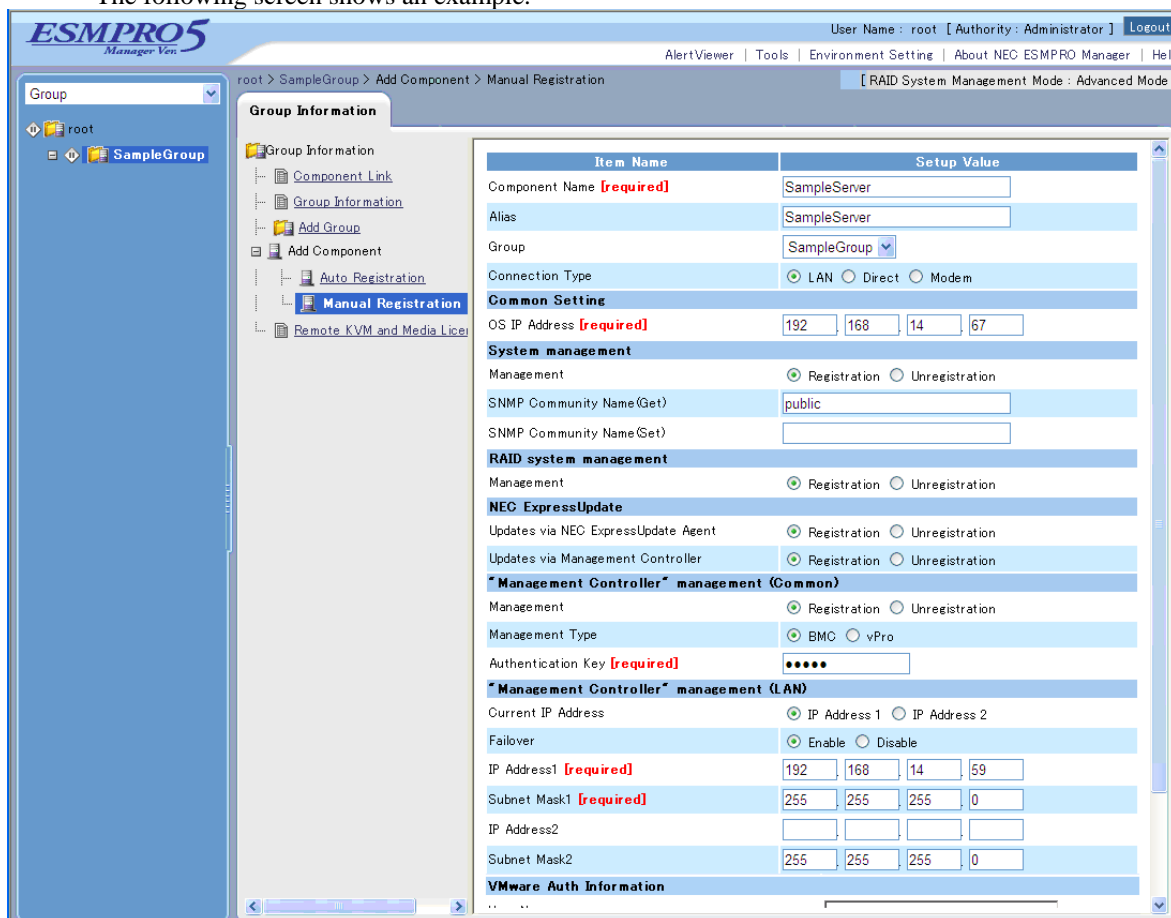 The following screen shows an example.
ESMPRO5
Manager Ver.
User Name : root [ Authority : Administrator ] Logout
AlertViewer | Tools | Environment Setting | About NEC ESMPRO Manager | Hel
root > SampleGroup > Add Component > Manual Registration [ RAID System Management Mode : Advanced Mode
Group
root
SampleGroup
Group Information
Group Information
Component Link
Group Information
Add Group
Add Component
Auto Registration
Manual Registration
Remote KVM and Media Licen
Item Name Setup Value
Component Name [required] SampleServer
Alias SampleServer
Group SampleGroup
Connection Type LAN Direct Modem
Common Setting
OS IP Address [required] 192 . 168 . 14 . 67
System management
Management Registration Unregistration
SNMP Community Name(Get) public
SNMP Community Name(Set)
RAID system management
Management Registration Unregistration
NEC ExpressUpdate
Updates via NEC ExpressUpdate Agent Registration Unregistration
Updates via Management Controller Registration Unregistration
"Management Controller" management (Common)
Management Registration Unregistration
Management Type BMC vPro
Authentication Key [required] •••••
"Management Controller" management (LAN)
Current IP Address IP Address 1 IP Address 2
Failover Enable Disable
IP Address1 [required] 192 . 168 . 14 . 59
Subnet Mask1 [required] 255 . 255 . 255 . 0
IP Address2 . . .
Subnet Mask2 255 . 255 . 255 . 0
VMware Auth Information